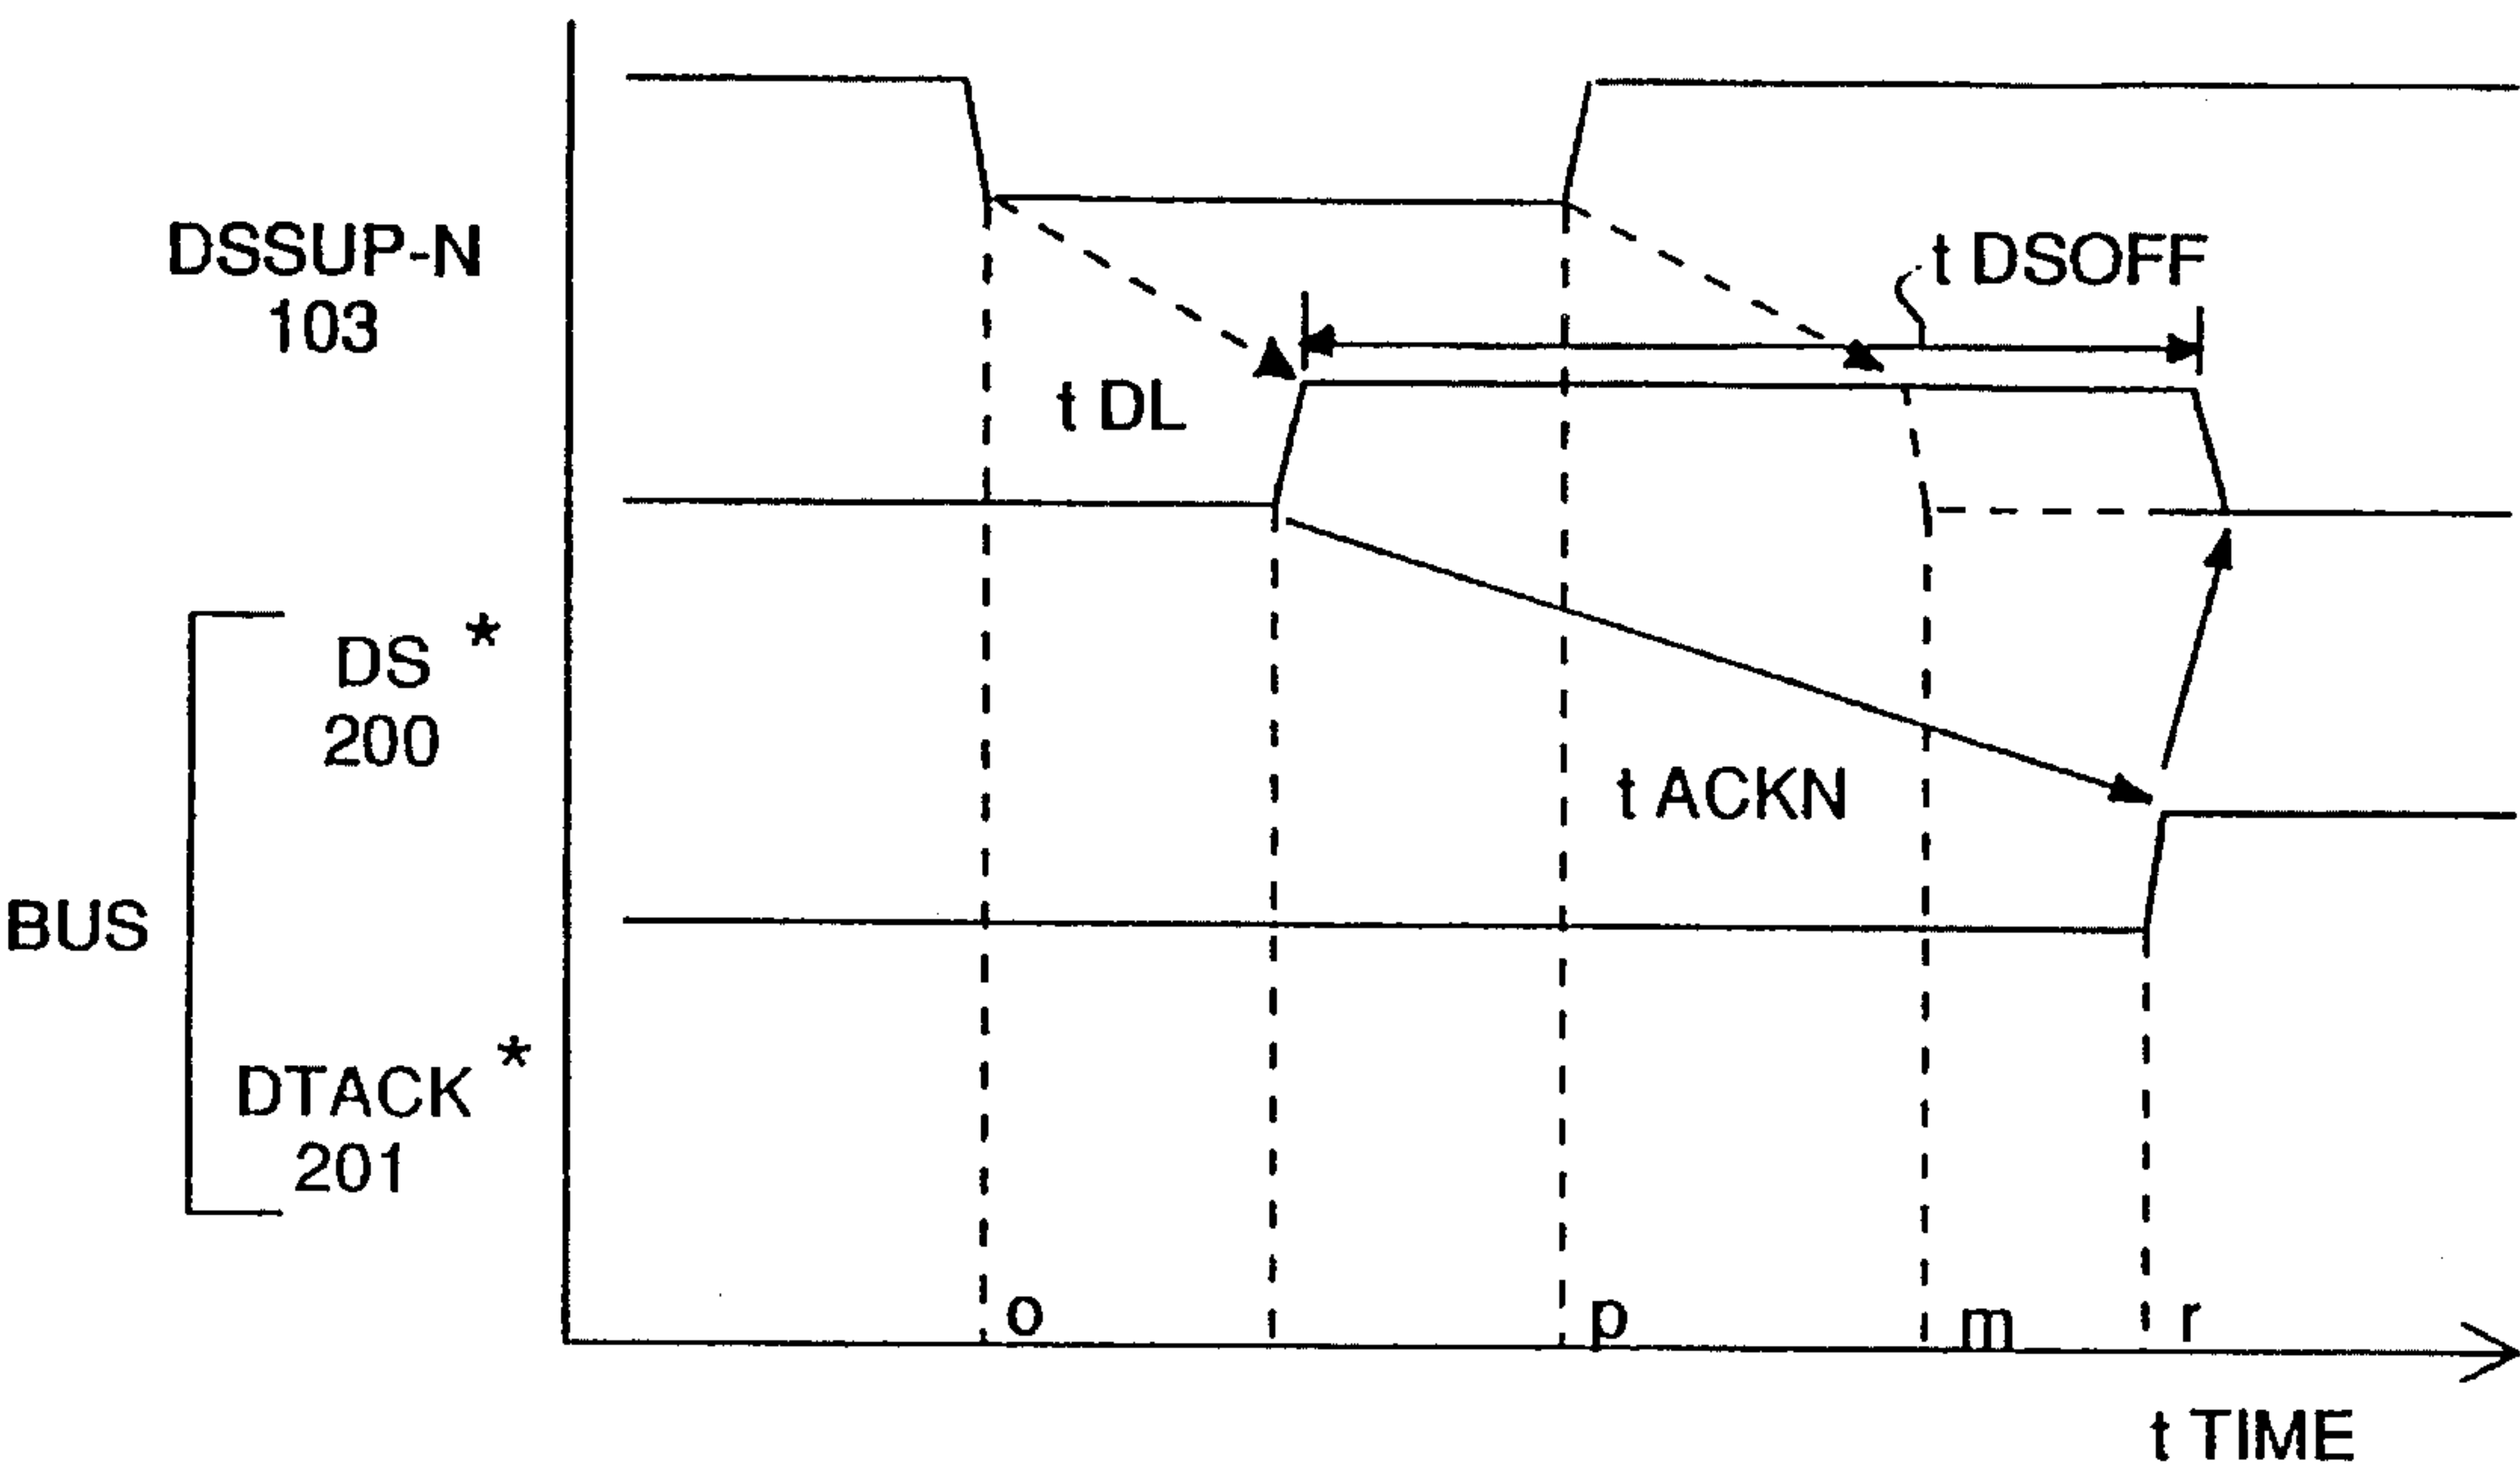 DSSUP-N
103
t DSOFF
t DL
DS *
200
t ACKN
BUS
DTACK *
201
o p m r
t TIME